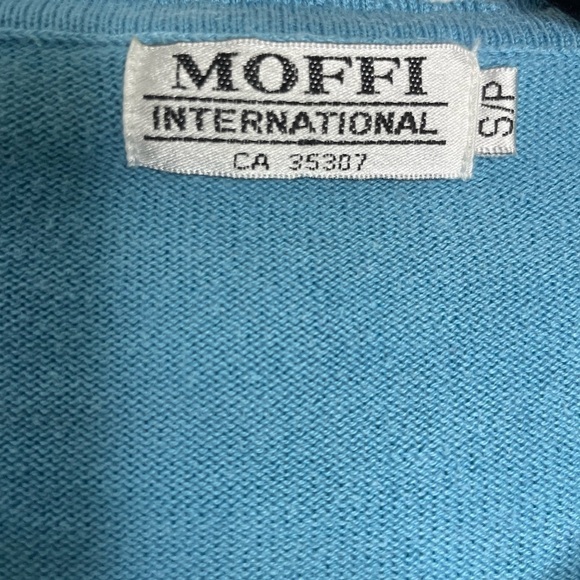 MOFFI
INTERNATIONAL
CA 35307
S/P